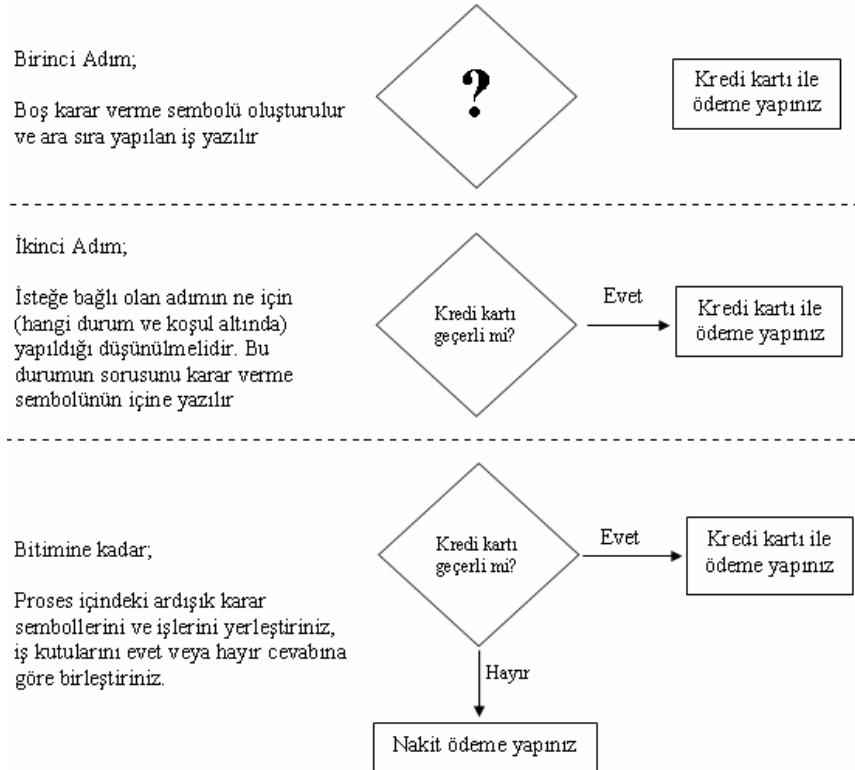 Birinci Adım;
Boş karar verme sembolü oluşturulur
ve ara sıra yapılan iş yazılır
?
Kredi kartı ile
ödeme yapınız
İkinci Adım;
İsteğe bağlı olan adımın ne için
(hangi durum ve koşul altında)
yapıldığı düşünülmelidir. Bu
durumun sorusunu karar verme
sembolünün içine yazılır
Kredi kartı
geçerli mi?
Evet
Kredi kartı ile
ödeme yapınız
Bitimine kadar;
Proses içindeki ardışık karar
sembollerini ve işlerini yerleştiriniz,
iş kutularını evet veya hayır cevabına
göre birleştiriniz.
Kredi kartı
geçerli mi?
Evet
Kredi kartı ile
ödeme yapınız
Hayır
Nakit ödeme yapınız